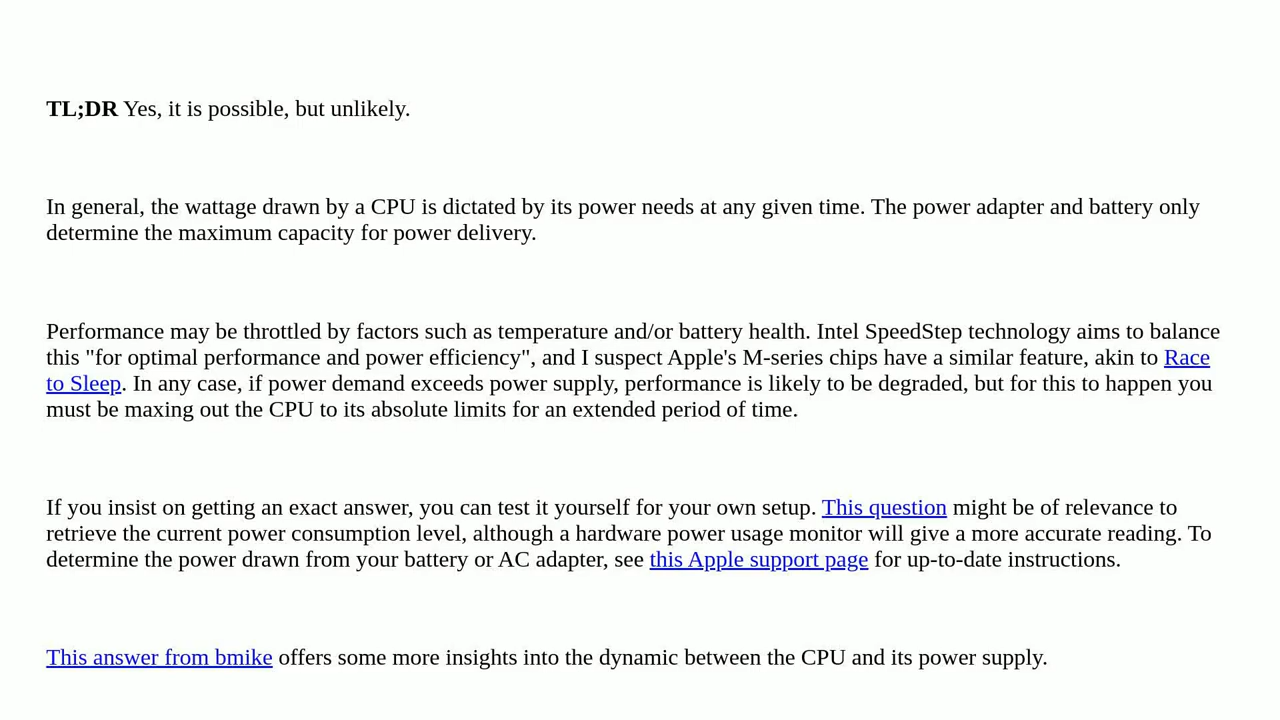 TL;DR Yes, it is possible, but unlikely.
In general, the wattage drawn by a CPU is dictated by its power needs at any given time. The power adapter and battery only
determine the maximum capacity for power delivery.
Performance may be throttled by factors such as temperature and/or battery health. Intel SpeedStep technology aims to balance
this "for optimal performance and power efficiency", and I suspect Apple's M-series chips have a similar feature, akin to Race
to Sleep. In any case, if power demand exceeds power supply, performance is likely to be degraded, but for this to happen you
must be maxing out the CPU to its absolute limits for an extended period of time.
If you insist on getting an exact answer, you can test it yourself for your own setup. This question might be of relevance to
retrieve the current power consumption level, although a hardware power usage monitor will give a more accurate reading. To
determine the power drawn from your battery or AC adapter, see this Apple support page for up-to-date instructions.
This answer from bmike offers some more insights into the dynamic between the CPU and its power supply.